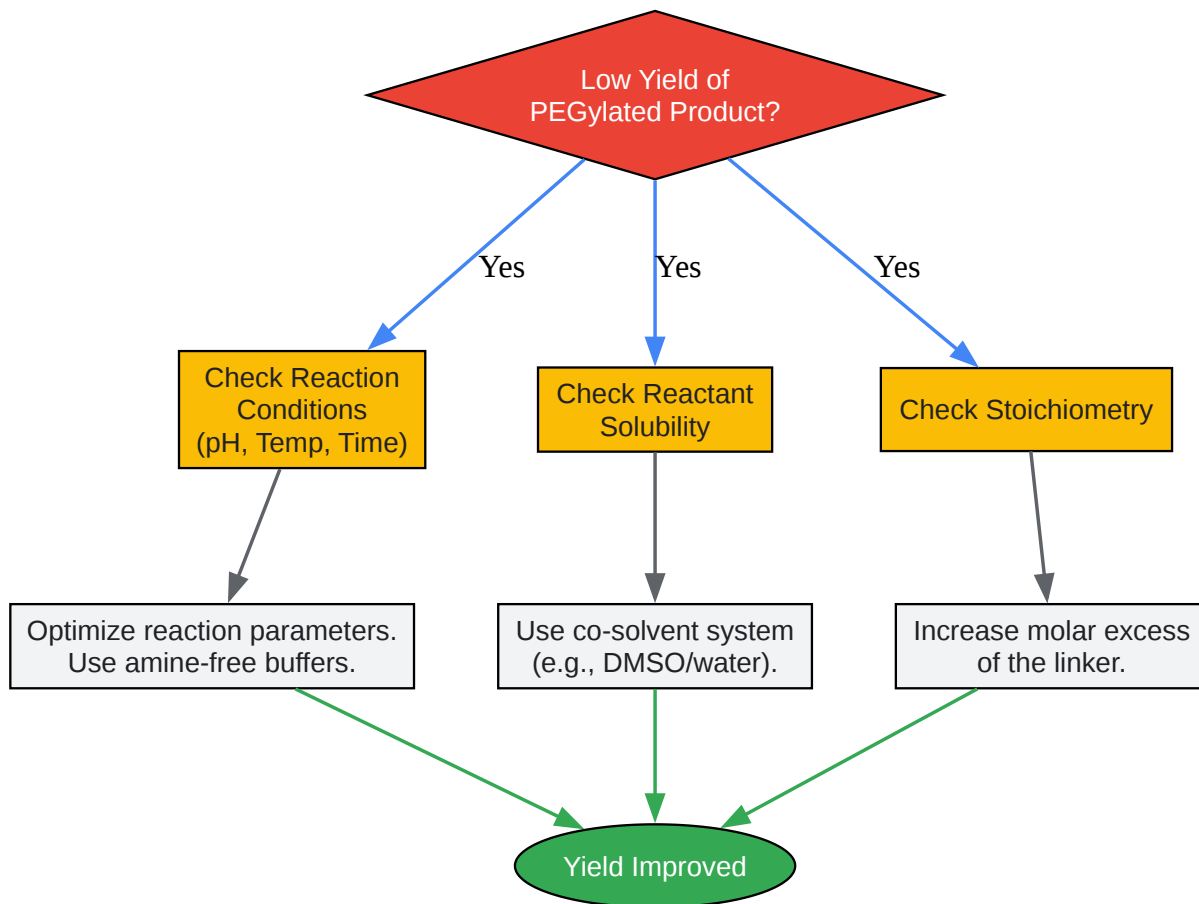 Low Yield of
PEGylated Product?
Yes
Yes
Yes
Check Reaction
Conditions
(pH, Temp, Time)
Check Reactant
Solubility
Check Stoichiometry
Optimize reaction parameters.
Use amine-free buffers.
Use co-solvent system
(e.g., DMSO/water).
Increase molar excess
of the linker.
Yield Improved